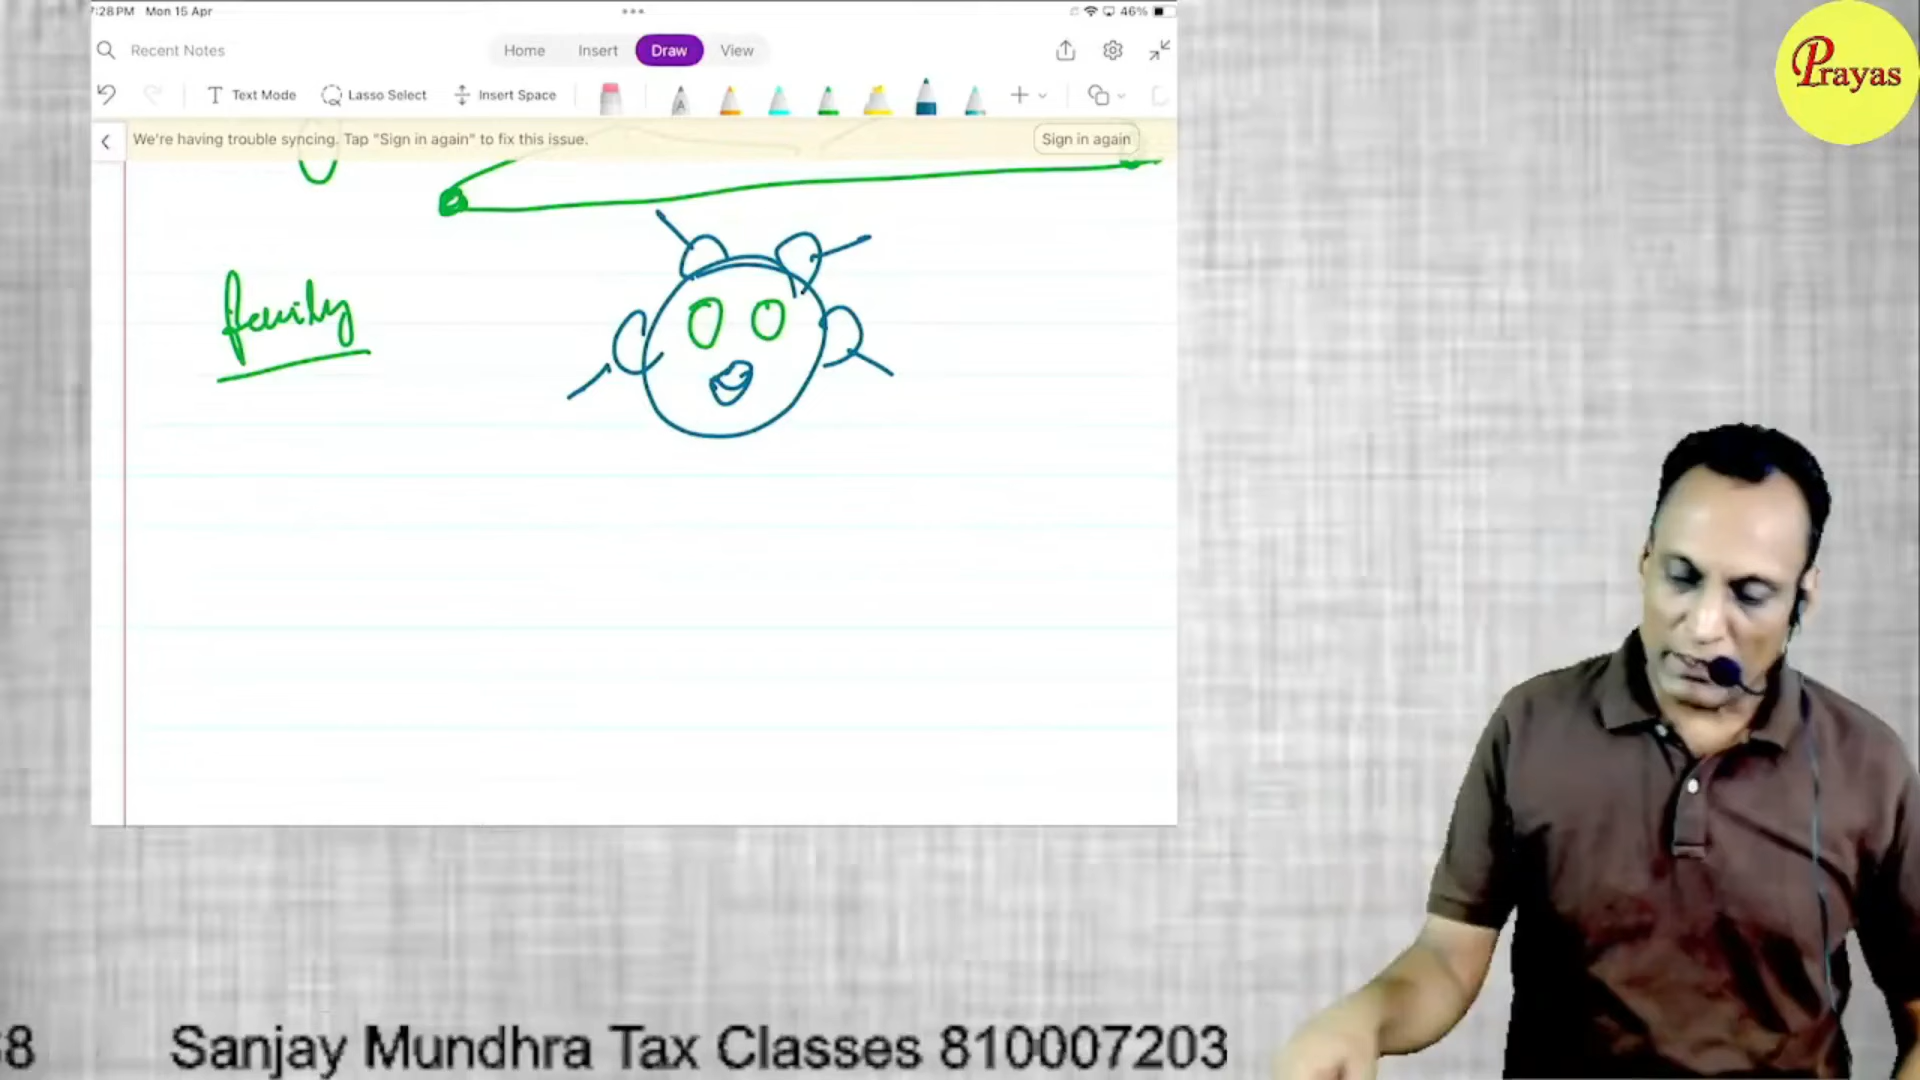 7:28PM Mon 15 Apr
46%
Recent Notes
Home Insert Draw View
Text Mode Lasso Select Insert Space
We're having trouble syncing. Tap "Sign in again" to fix this issue. Sign in again
Prayas
family
68 Sanjay Mundhra Tax Classes 810007203